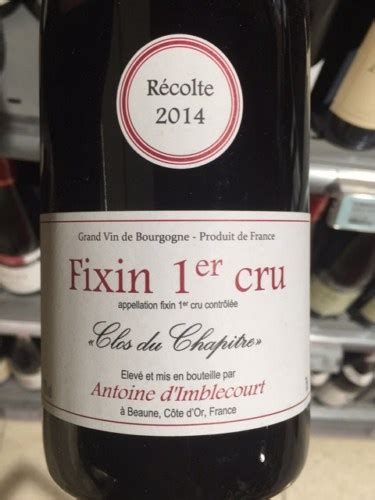 Récolte
2014
Grand Vin de Bourgogne - Produit de France
Fixin 1er cru
appellation fixin 1er cru contrôlée
«Clos du Chapitre»
Elevé et mis en bouteille par
Antoine d'Imblecourt
à Beaune, Côte d'Or, France